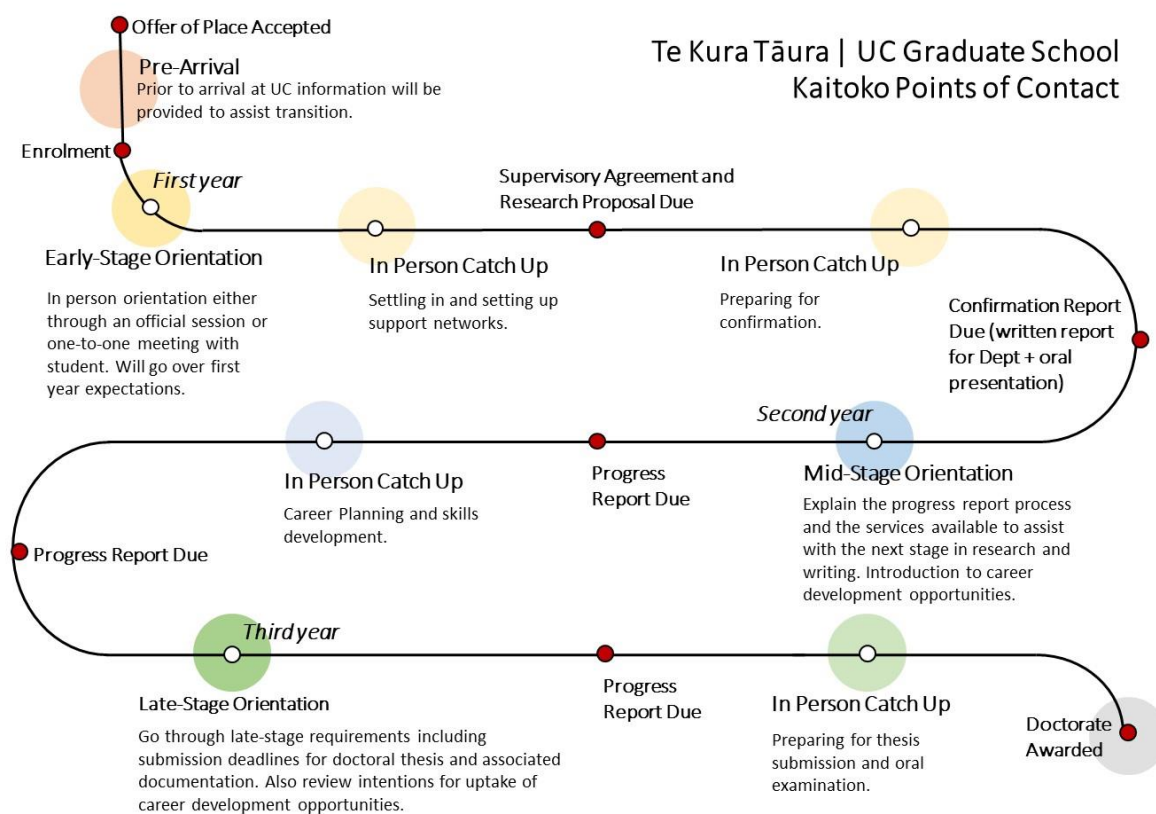 Te Kura Tāura | UC Graduate School
Kaitoko Points of Contact
Offer of Place Accepted
Pre-Arrival
Prior to arrival at UC information will be
provided to assist transition.
Enrolment
First year
Early-Stage Orientation
In person orientation either
through an official session or
one-to-one meeting with
student. Will go over first
year expectations.
In Person Catch Up
Settling in and setting up
support networks.
Supervisory Agreement and
Research Proposal Due
In Person Catch Up
Preparing for
confirmation.
Confirmation Report
Due (written report
for Dept + oral
presentation)
Second year
Mid-Stage Orientation
Explain the progress report process
and the services available to assist
with the next stage in research and
writing. Introduction to career
development opportunities.
Progress
Report Due
In Person Catch Up
Career Planning and skills
development.
Progress Report Due
Third year
Late-Stage Orientation
Go through late-stage requirements including
submission deadlines for doctoral thesis and associated
documentation. Also review intentions for uptake of
career development opportunities.
Progress
Report Due
In Person Catch Up
Preparing for thesis
submission and oral
examination.
Doctorate
Awarded